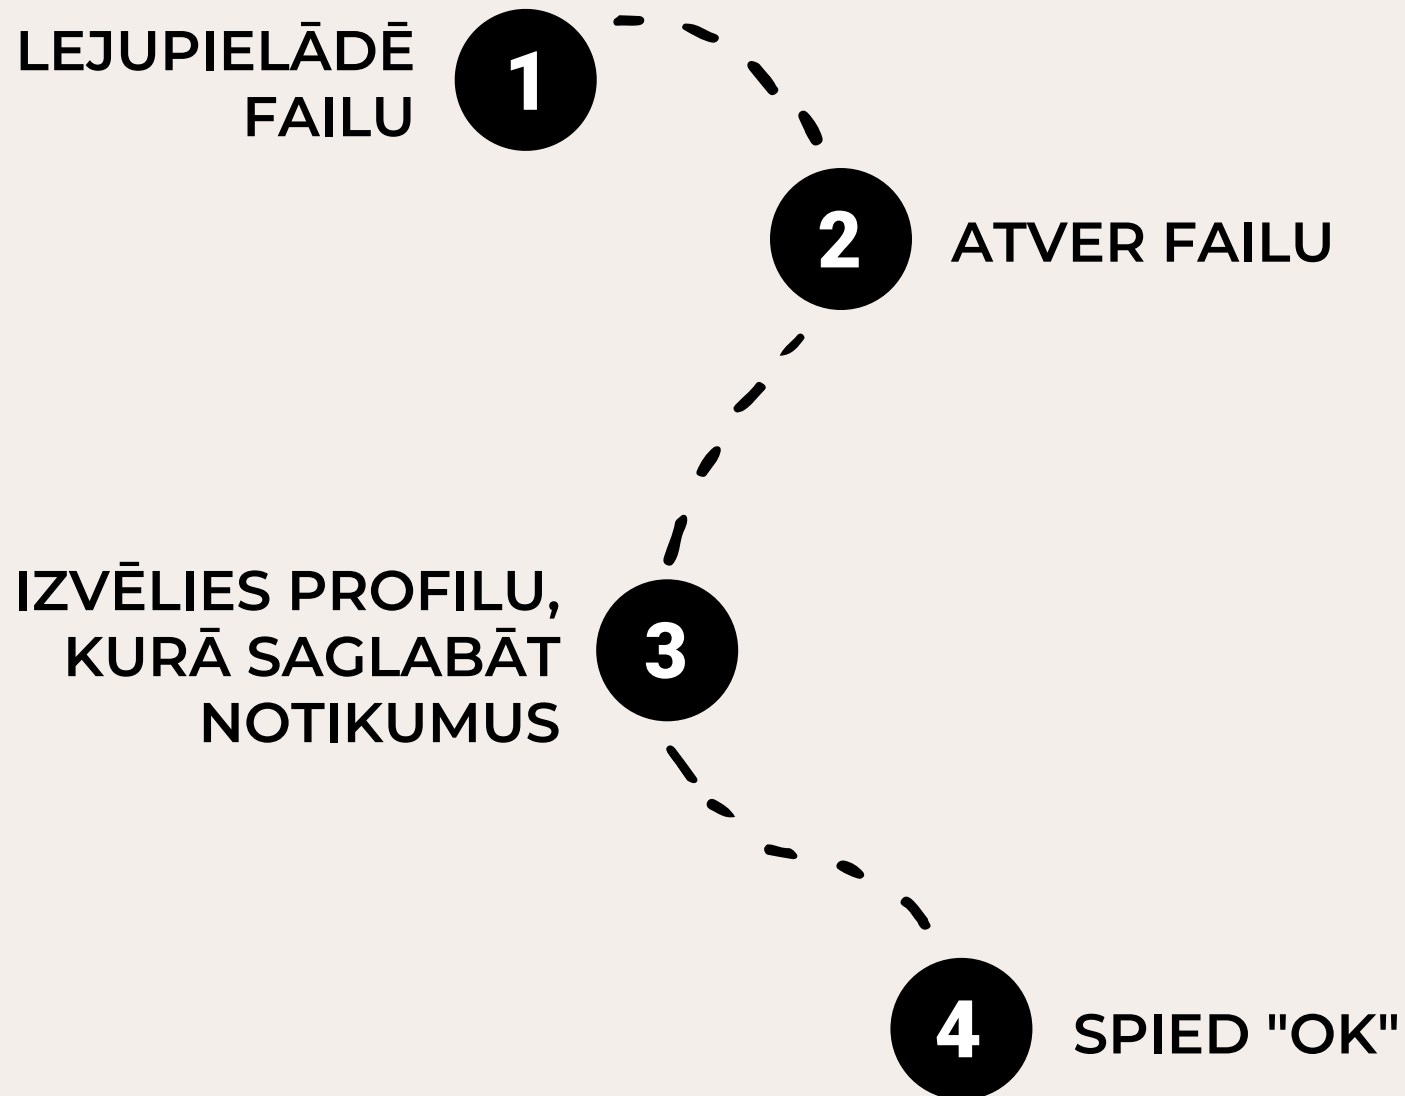 LEJUPIELĀDĒ
FAILU
1
2
ATVER FAILU
IZVĒLIES PROFILU,
KURĀ SAGLABĀT
NOTIKUMUS
3
4
SPIED "OK"